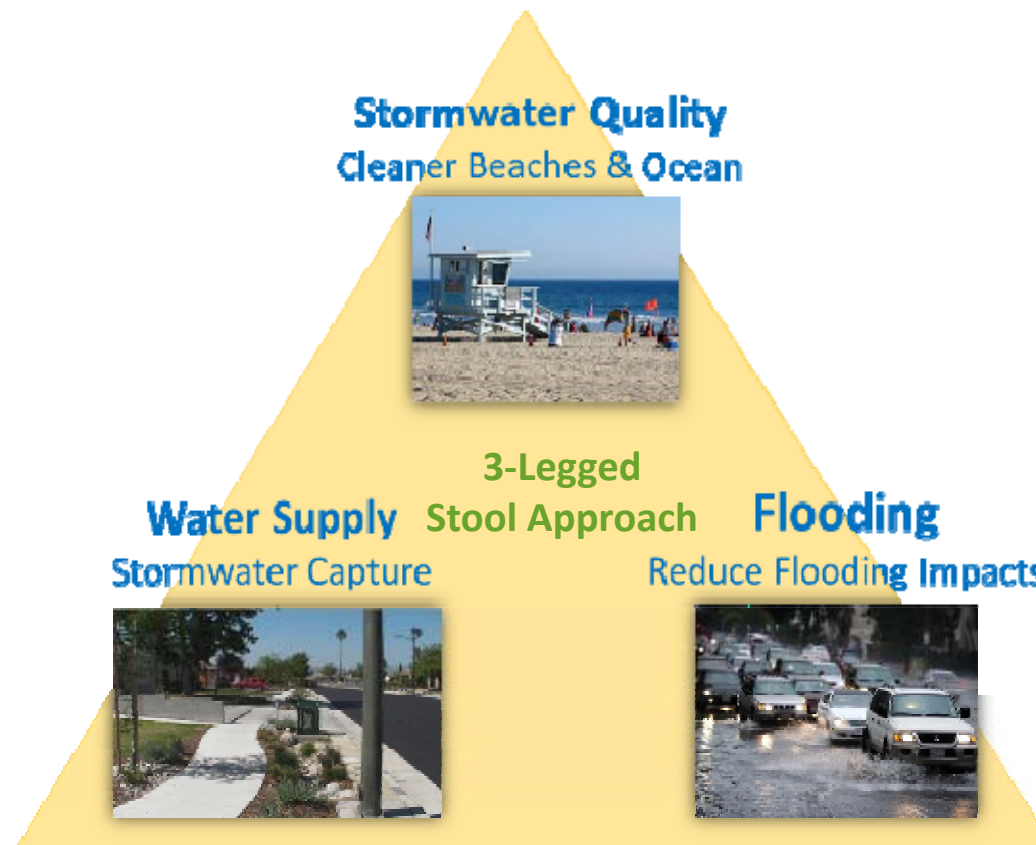 Stormwater Quality
Cleaner Beaches & Ocean
3-Legged
Stool Approach
Water Supply
Stormwater Capture
Flooding
Reduce Flooding Impacts